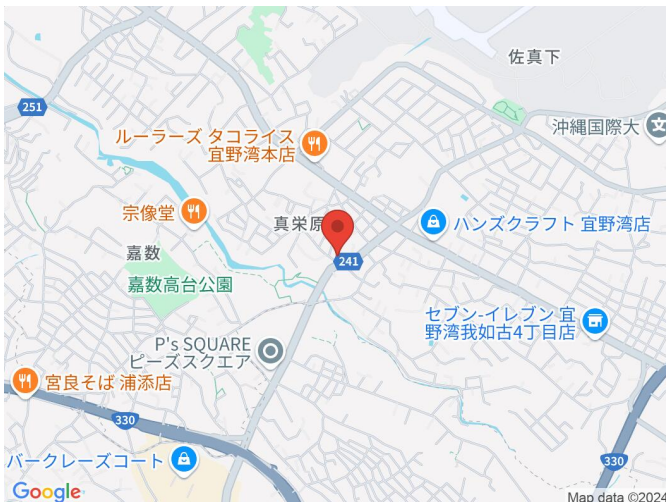 佐真下
251
沖縄国際大
ルーラーズ タコライス
宜野湾本店
宗像堂
真栄原
ハンズクラフト 宜野湾店
嘉数
241
嘉数高台公園
セブン-イレブン 宜
野湾我如古4丁目店
P's SQUARE
ピーズスクエア
宮良そば 浦添店
330
バークレーズコート
330
Google
Map data ©2024